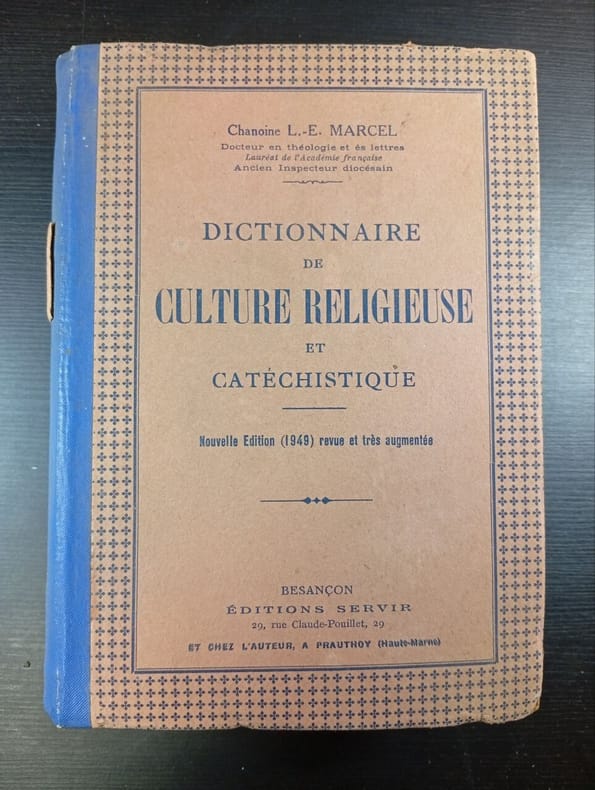 Chanoine L.-E. MARCEL
Docteur en théologie et ès lettres
Lauréat de l'Académie française
Ancien Inspecteur diocésain
DICTIONNAIRE
DE
CULTURE RELIGIEUSE
ET
CATÉCHISTIQUE
Nouvelle Edition (1949) revue et très augmentée
BESANÇON
ÉDITIONS SERVIR
29, rue Claude-Pouillet, 29
ET CHEZ L'AUTEUR, A PRAUTHOY (Haute-Marne)